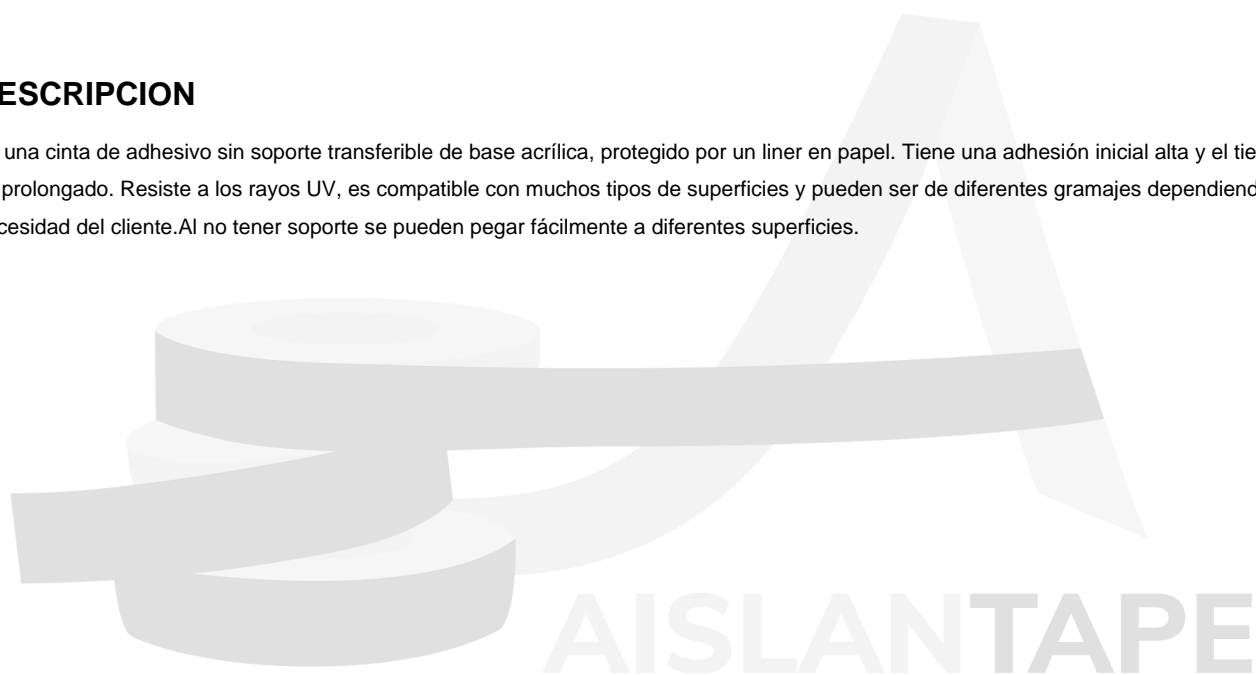 ESCRIPCION
una cinta de adhesivo sin soporte transferible de base acrílica, protegido por un liner en papel. Tiene una adhesión inicial alta y el tie
prolongado. Resiste a los rayos UV, es compatible con muchos tipos de superficies y pueden ser de diferentes gramajes dependiend
cesidad del cliente.Al no tener soporte se pueden pegar fácilmente a diferentes superficies.
AISLANTAPE